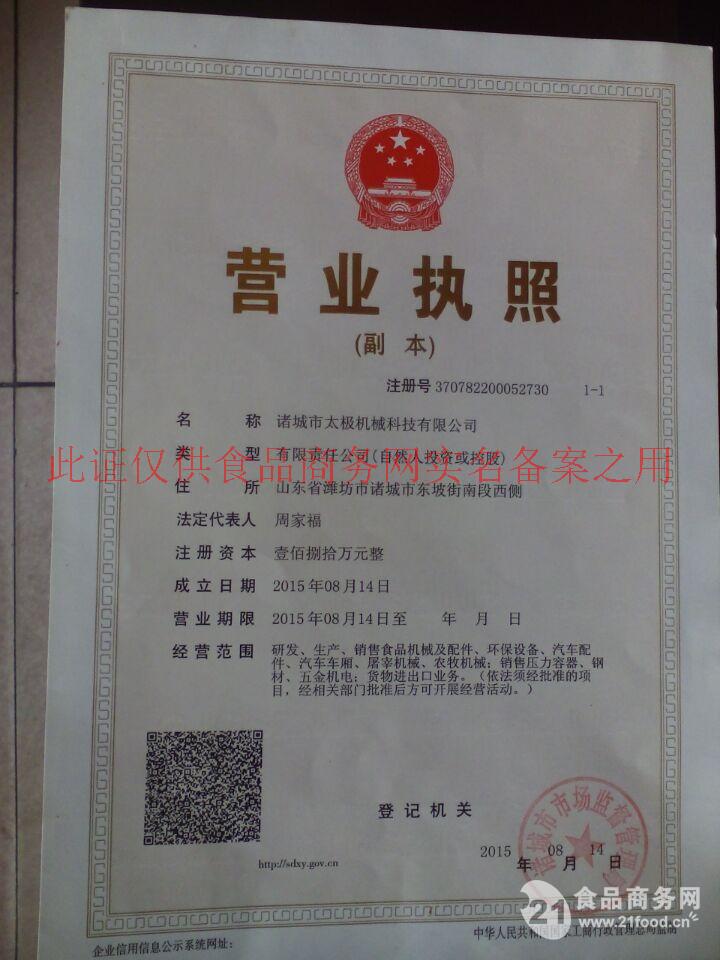 营业执照
(副 本)
注册号 370782200052730 1-1
名 称 诸城市太极机械科技有限公司
类 型 有限责任公司(自然人投资或控股)
此证仅供食品商务网实名备案之用
住 所 山东省潍坊市诸城市东坡街南段西侧
法定代表人 周家福
注册资本 壹佰捌拾万元整
成立日期 2015年08月14日
营业期限 2015年08月14日至 年 月 日
经营范围 研发、生产、销售食品机械及配件、环保设备、汽车配
件、汽车车厢、屠宰机械、农牧机械;销售压力容器、钢
材、五金机电;货物进出口业务。(依法须经批准的项
目,经相关部门批准后方可开展经营活动。)
登记机关
诸城市市场监督管理局
2015年08月14日
http://sdxy.gov.cn
21食品商务网
www.21food.cn
企业信用信息公示系统网址:
中华人民共和国国家工商行政管理总局监制